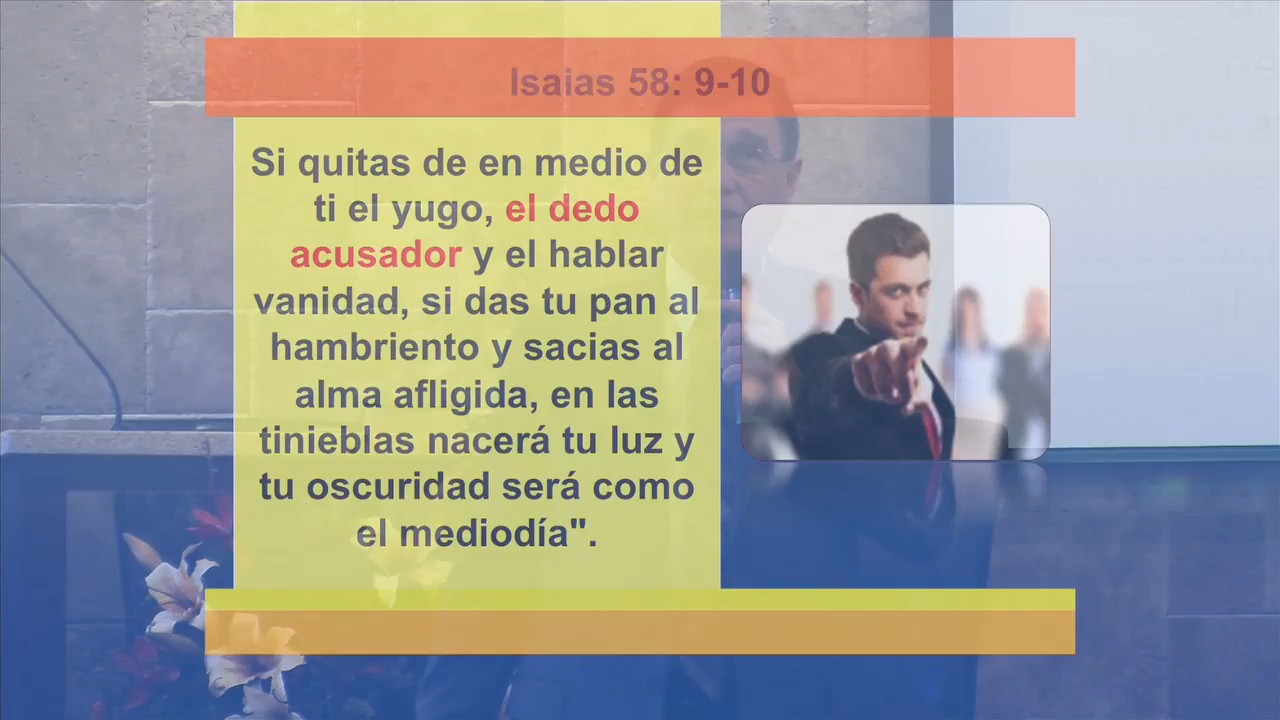 Isaias 58: 9-10
Si quitas de en medio de
ti el yugo, el dedo
acusador y el hablar
vanidad, si das tu pan al
hambriento y sacias al
alma afligida, en las
tinieblas nacerá tu luz y
tu oscuridad será como
el mediodía".